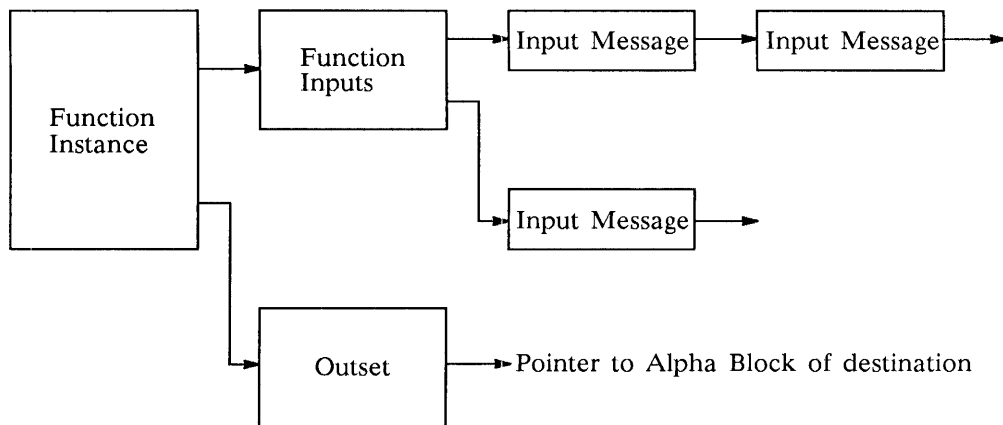 Function
Instance
Function
Inputs
Input Message
Input Message
Input Message
Outset
Pointer to Alpha Block of destination